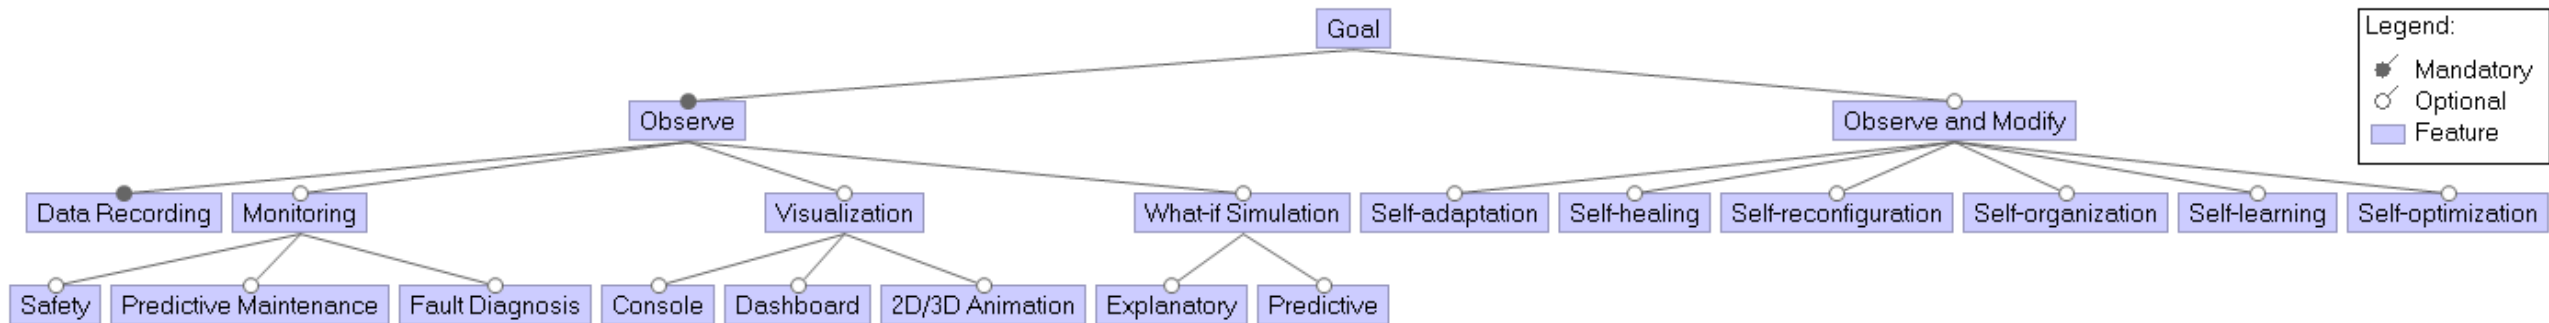 Goal
Legend:
Mandatory
Optional
Feature
Observe
Observe and Modify
Data Recording
Monitoring
Visualization
What-if Simulation
Self-adaptation
Self-healing
Self-reconfiguration
Self-organization
Self-learning
Self-optimization
Safety
Predictive Maintenance
Fault Diagnosis
Console
Dashboard
2D/3D Animation
Explanatory
Predictive